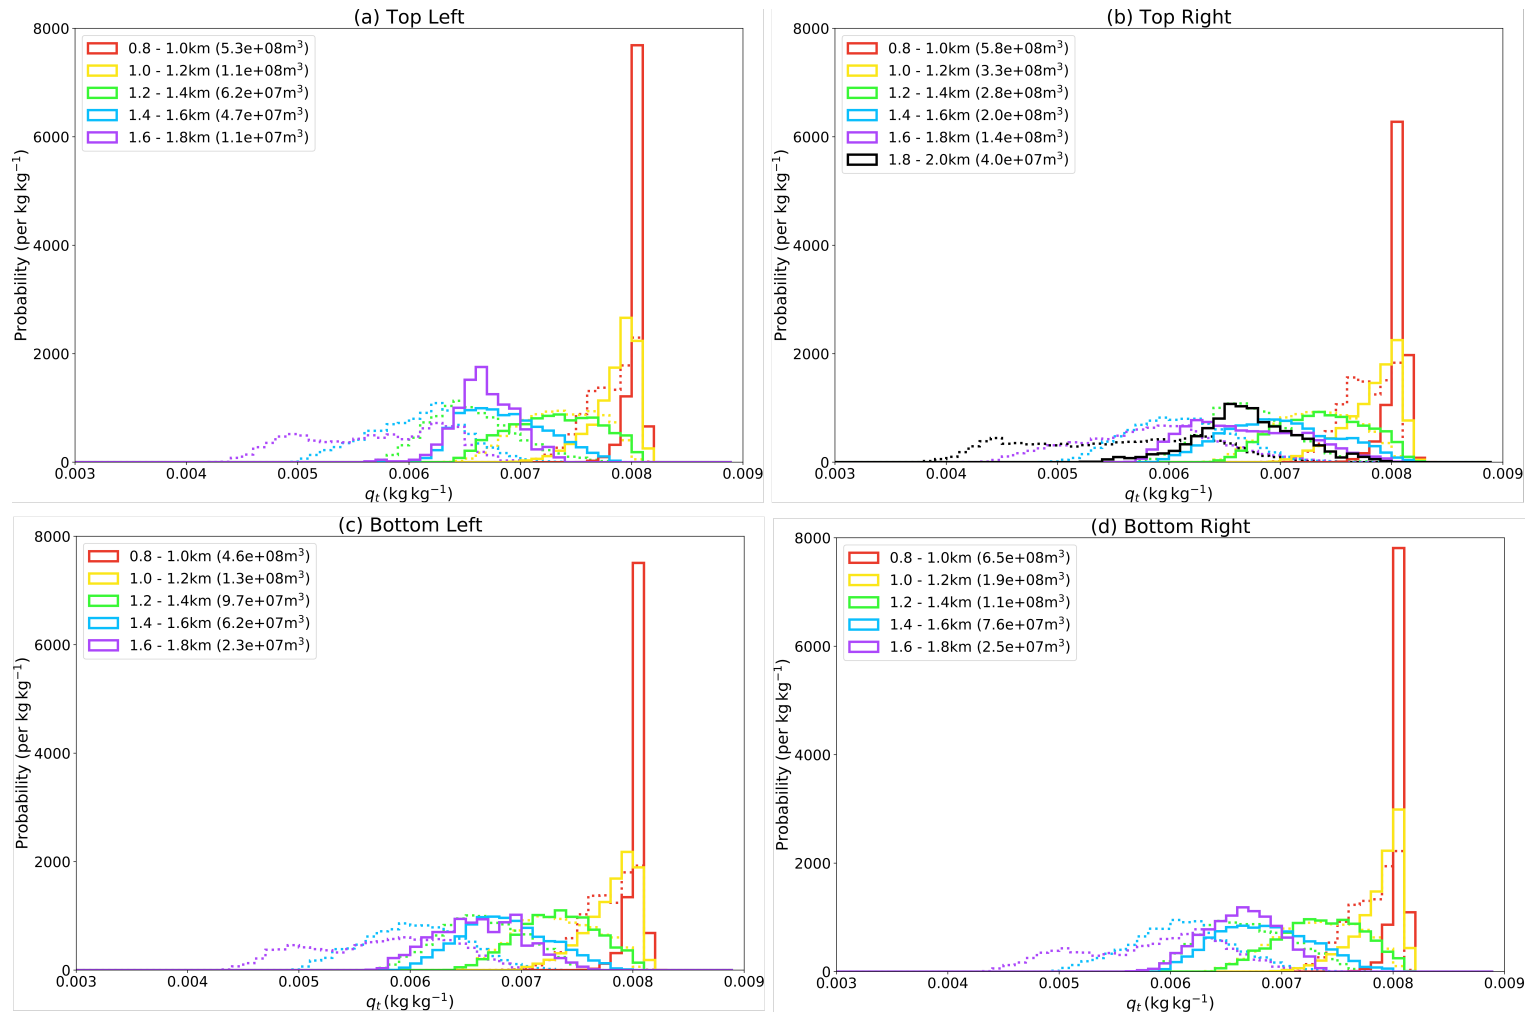 (a) Top Left
8000
6000
4000
2000
0
Probability (per kg kg⁻¹)
0.8 - 1.0km (5.3e+08m³)
1.0 - 1.2km (1.1e+08m³)
1.2 - 1.4km (6.2e+07m³)
1.4 - 1.6km (4.7e+07m³)
1.6 - 1.8km (1.1e+07m³)
0.003 0.004 0.005 0.006 0.007 0.008 0.009
qₜ (kg kg⁻¹)
(b) Top Right
8000
6000
4000
2000
0
Probability (per kg kg⁻¹)
0.8 - 1.0km (5.8e+08m³)
1.0 - 1.2km (3.3e+08m³)
1.2 - 1.4km (2.8e+08m³)
1.4 - 1.6km (2.0e+08m³)
1.6 - 1.8km (1.4e+08m³)
1.8 - 2.0km (4.0e+07m³)
0.003 0.004 0.005 0.006 0.007 0.008 0.009
qₜ (kg kg⁻¹)
(c) Bottom Left
8000
6000
4000
2000
0
Probability (per kg kg⁻¹)
0.8 - 1.0km (4.6e+08m³)
1.0 - 1.2km (1.3e+08m³)
1.2 - 1.4km (9.7e+07m³)
1.4 - 1.6km (6.2e+07m³)
1.6 - 1.8km (2.3e+07m³)
0.003 0.004 0.005 0.006 0.007 0.008 0.009
qₜ (kg kg⁻¹)
(d) Bottom Right
8000
6000
4000
2000
0
Probability (per kg kg⁻¹)
0.8 - 1.0km (6.5e+08m³)
1.0 - 1.2km (1.9e+08m³)
1.2 - 1.4km (1.1e+08m³)
1.4 - 1.6km (7.6e+07m³)
1.6 - 1.8km (2.5e+07m³)
0.003 0.004 0.005 0.006 0.007 0.008 0.009
qₜ (kg kg⁻¹)